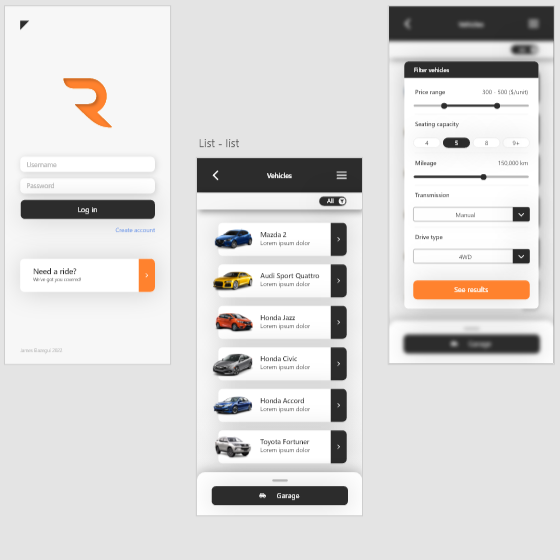 Username
Password
Log in
Create account
Need a ride?
We've got you covered!
List - list
Vehicles
All
Mazda 2
Lorem ipsum dolor
Audi Sport Quattro
Lorem ipsum dolor
Honda Jazz
Lorem ipsum dolor
Honda Civic
Lorem ipsum dolor
Honda Accord
Lorem ipsum dolor
Toyota Fortuner
Lorem ipsum dolor
Garage
Vehicles
Filter vehicles
Price range 300 - 500 ($/unit)
Seating capacity
4 5 8 9+
Mileage 150,000 km
Transmission
Manual
Drive type
4WD
See results
Garage